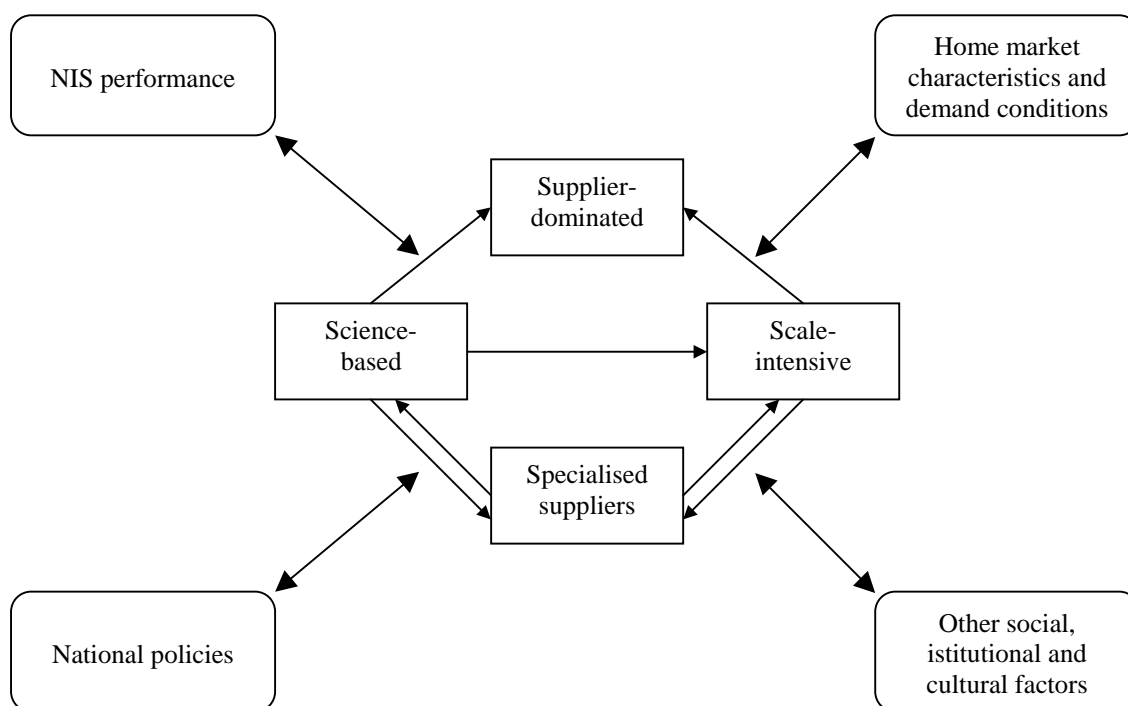 NIS performance
Home market
characteristics and
demand conditions
Supplier-
dominated
Science-
based
Scale-
intensive
Specialised
suppliers
National policies
Other social,
istitutional and
cultural factors